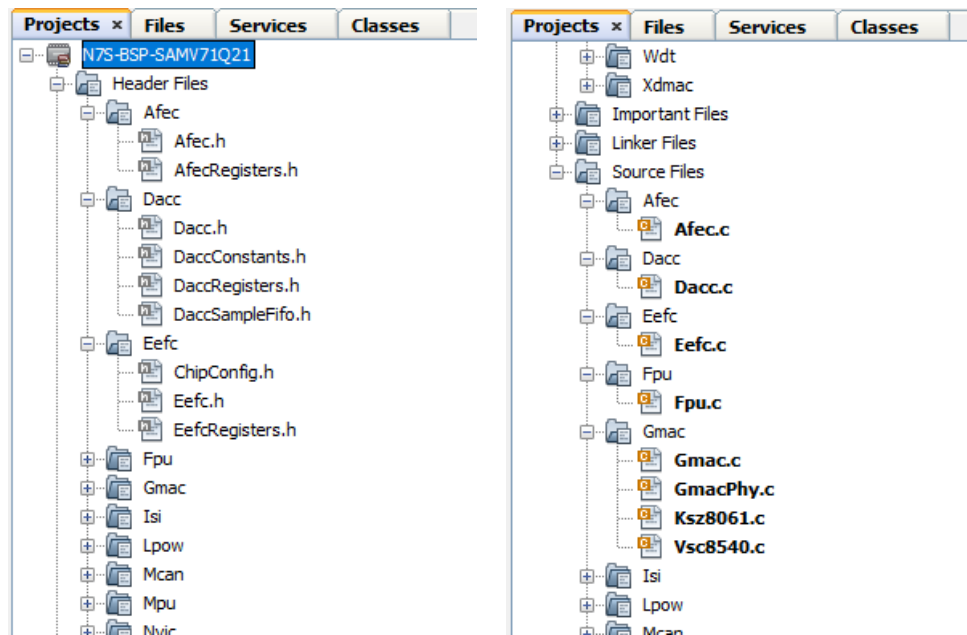 Projects × Files Services Classes
N7S-BSP-SAMV71Q21
Header Files
Afec
Afec.h
AfecRegisters.h
Dacc
Dacc.h
DaccConstants.h
DaccRegisters.h
DaccSampleFifo.h
Eefc
ChipConfig.h
Eefc.h
EefcRegisters.h
Fpu
Gmac
Isi
Lpow
Mcan
Mpu
Nvic
Projects × Files Services Classes
Wdt
Xdmac
Important Files
Linker Files
Source Files
Afec
Afec.c
Dacc
Dacc.c
Eefc
Eefc.c
Fpu
Fpu.c
Gmac
Gmac.c
GmacPhy.c
Ksz8061.c
Vsc8540.c
Isi
Lpow
Mcan